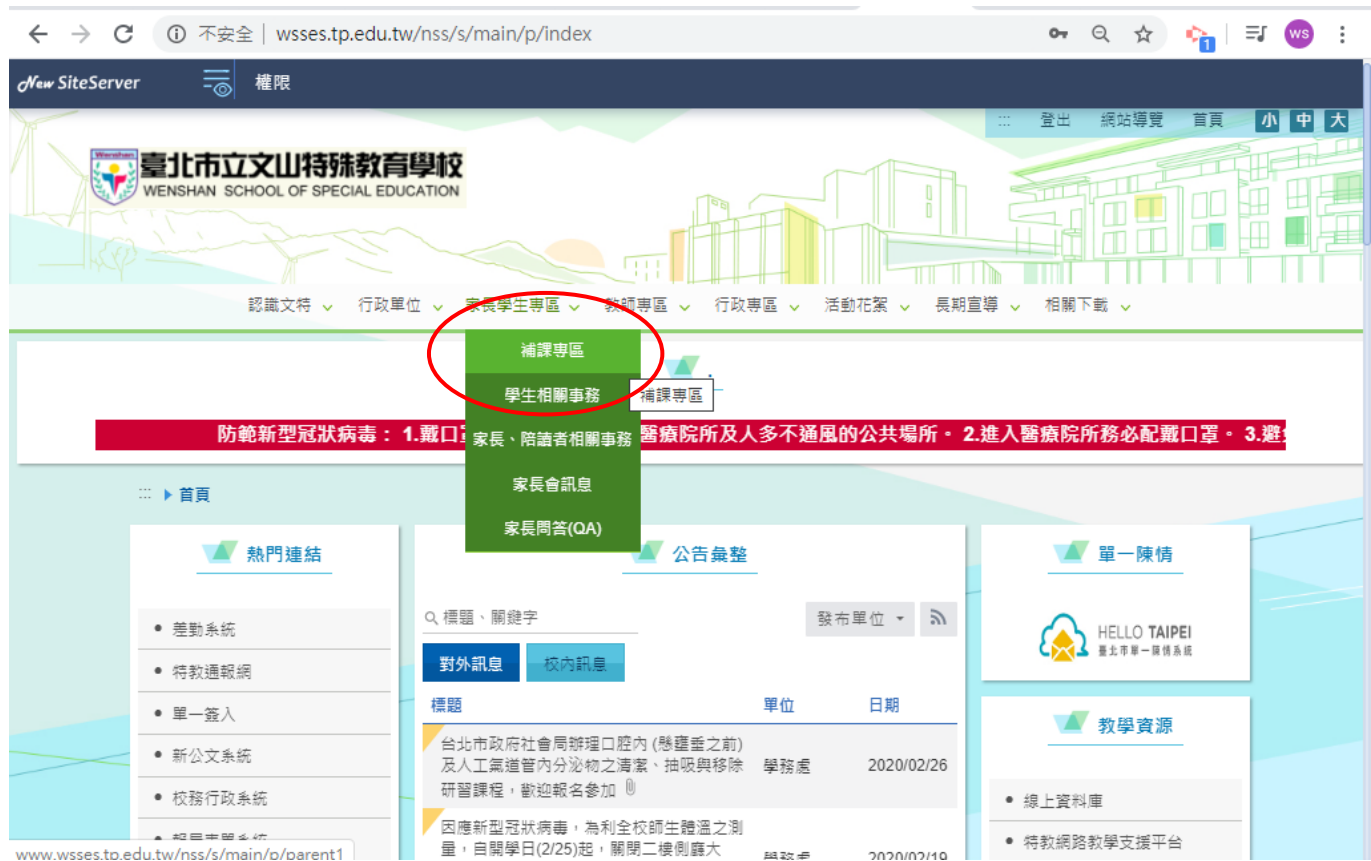 不安全 | wsses.tp.edu.tw/nss/s/main/p/index
1
WS
New SiteServer 權限
::: 登出 網站導覽 首頁 小 中 大
Wenshan
臺北市立文山特殊教育學校
WENSHAN SCHOOL OF SPECIAL EDUCATION
認識文特 行政單位 家長學生專區 教師專區 行政專區 活動花絮 長期宣導 相關下載
補課專區
學生相關事務
補課專區
家長、陪讀者相關事務
家長會訊息
家長問答(QA)
防範新型冠狀病毒： 1.戴口 醫療院所及人多不通風的公共場所。 2.進入醫療院所務必配戴口罩。 3.避
::: 首頁
熱門連結
差勤系統
特教通報網
單一簽入
新公文系統
校務行政系統
公告彙整
標題、關鍵字
發布單位
對外訊息 校內訊息
標題 單位 日期
台北市政府社會局辦理口腔內 (懸壅垂之前)
及人工氣道管內分泌物之清潔、抽吸與移除 學務處 2020/02/26
研習課程，歡迎報名參加
因應新型冠狀病毒，為利全校師生體溫之測
量，自開學日(2/25)起，關閉二樓側廳大 學務處 2020/02/19
單一陳情
HELLO TAIPEI
臺北市單一陳情系統
教學資源
線上資料庫
特教網路教學支援平台
www.wsses.tp.edu.tw/nss/s/main/p/parent1